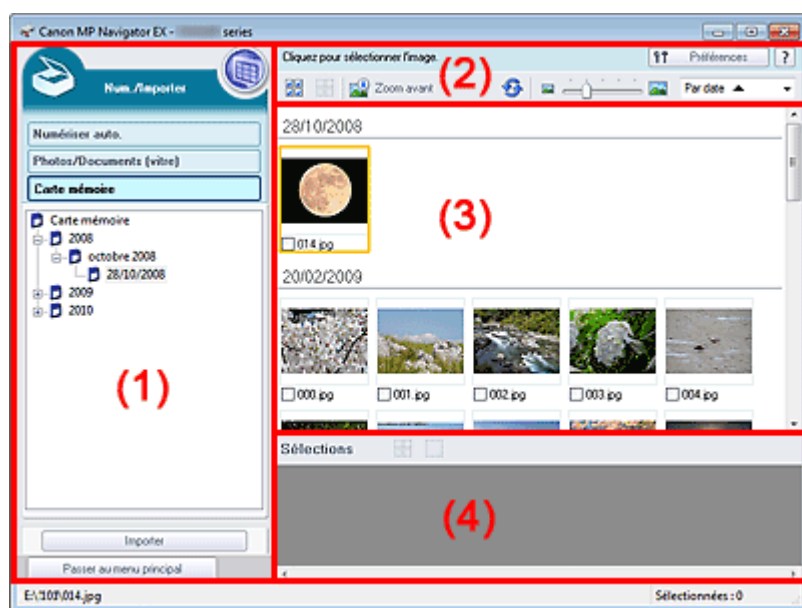 Canon MP Navigator EX - series
Num./Importer
Numériser auto.
Photos/Documents (vitre)
Carte mémoire
Carte mémoire
2008
octobre 2008
28/10/2008
2009
2010
(1)
Importer
Passer au menu principal
Cliquez pour sélectionner l'image.
Préférences
?
Zoom avant
(2)
Par date
28/10/2008
014.jpg
(3)
20/02/2009
000.jpg
001.jpg
002.jpg
003.jpg
004.jpg
Sélections
(4)
E:\101\014.jpg
Sélectionnées : 0